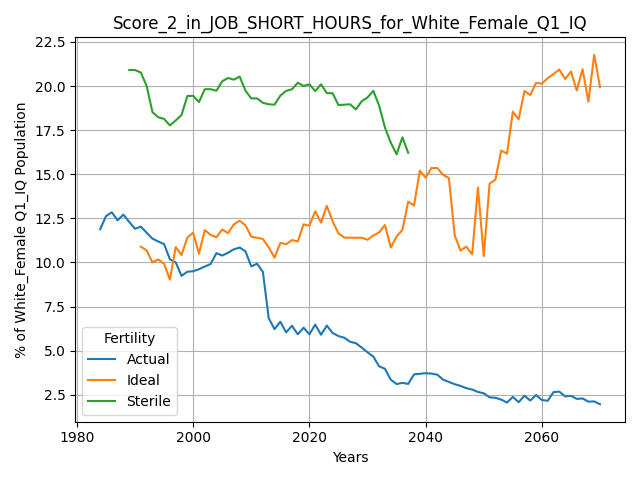 Score_2_in_JOB_SHORT_HOURS_for_White_Female_Q1_IQ
% of White_Female Q1_IQ Population
22.5
20.0
17.5
15.0
12.5
10.0
7.5
5.0
2.5
Fertility
Actual
Ideal
Sterile
1980
2000
2020
2040
2060
Years